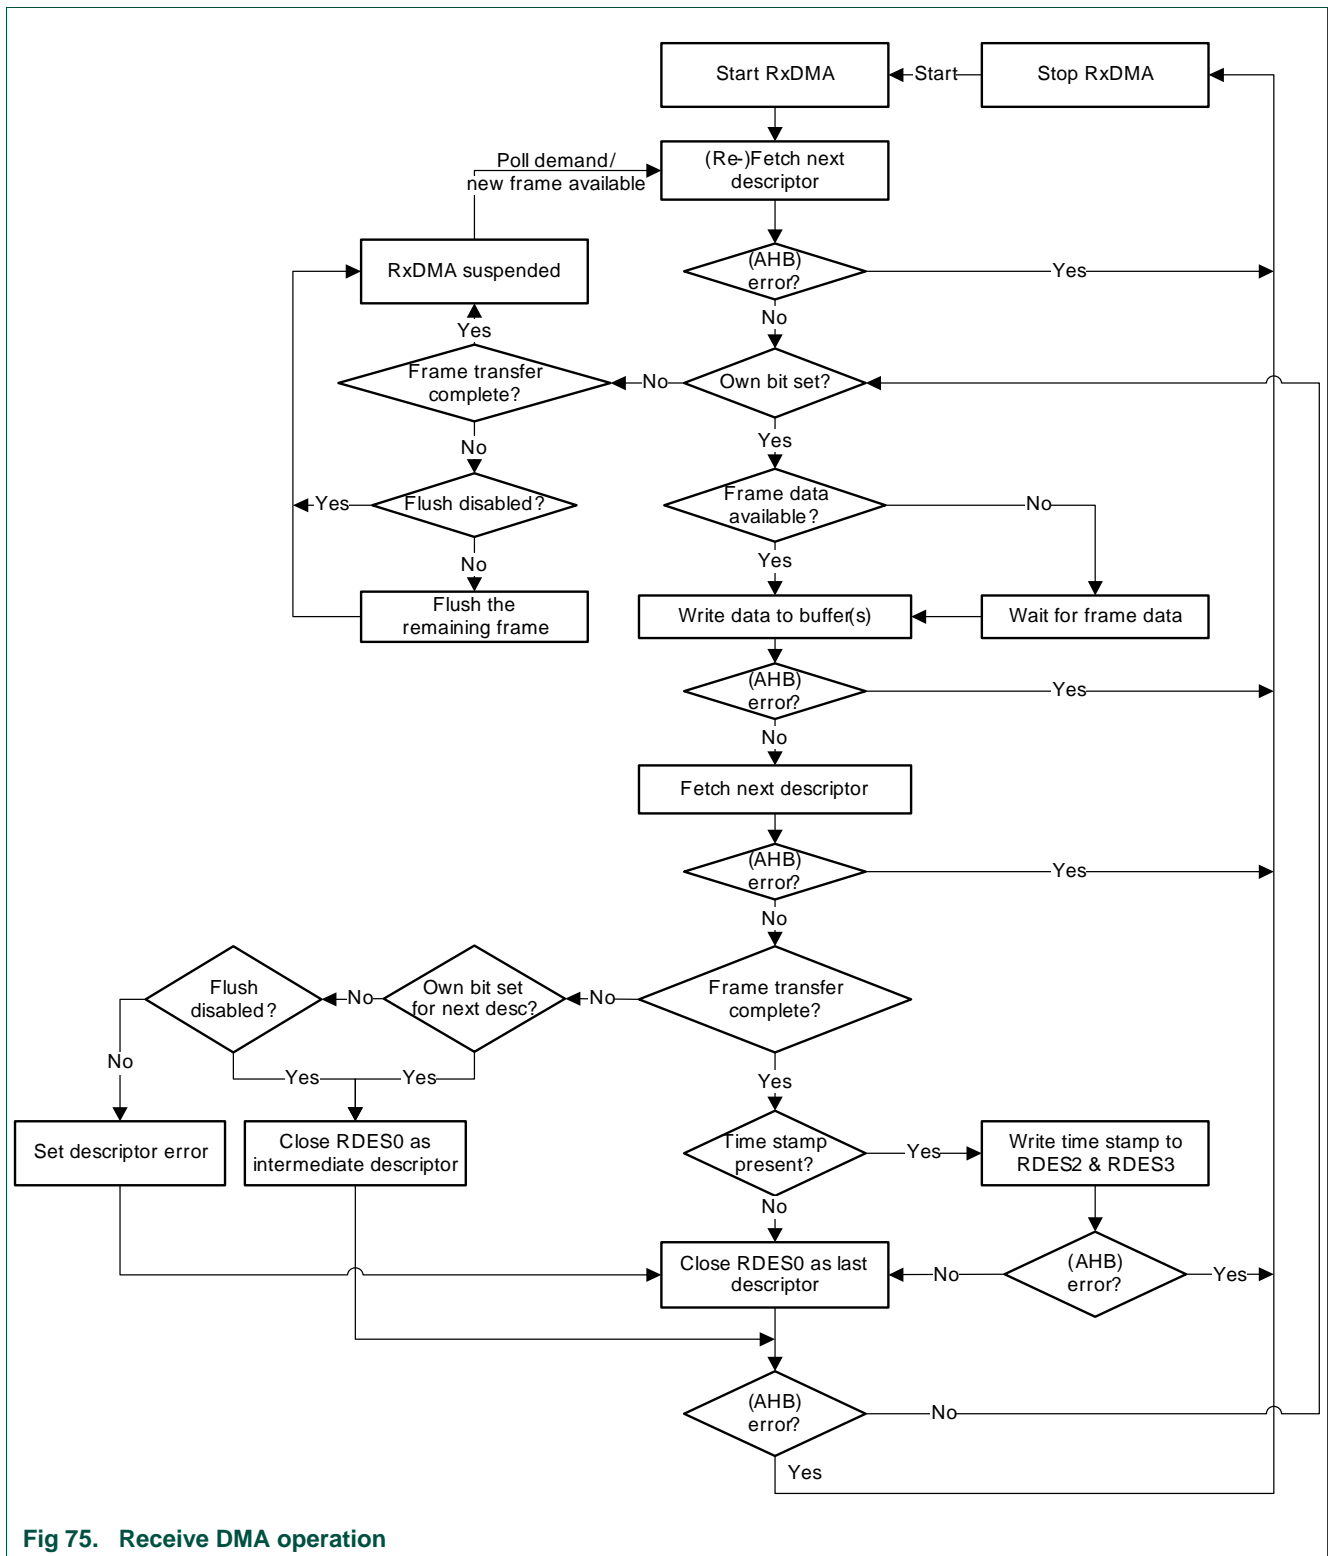 Start RxDMA
Start
Stop RxDMA
(Re-)Fetch next
descriptor
Poll demand/
new frame available
RxDMA suspended
(AHB)
error?
Yes
No
Yes
Frame transfer
complete?
No
Own bit set?
No
Yes
Yes
Flush disabled?
Frame data
available?
No
No
Yes
Flush the
remaining frame
Write data to buffer(s)
Wait for frame data
(AHB)
error?
Yes
No
Fetch next descriptor
(AHB)
error?
Yes
No
Flush
disabled?
No
Own bit set
for next desc?
No
Frame transfer
complete?
No
Yes
Yes
Yes
Set descriptor error
Close RDES0 as
intermediate descriptor
Time stamp
present?
Yes
Write time stamp to
RDES2 & RDES3
No
Close RDES0 as last
descriptor
No
(AHB)
error?
Yes
(AHB)
error?
No
Yes
Fig 75. Receive DMA operation